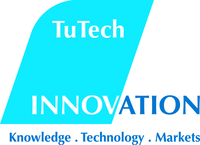 TuTech
INNOVATION
Knowledge . Technology . Markets